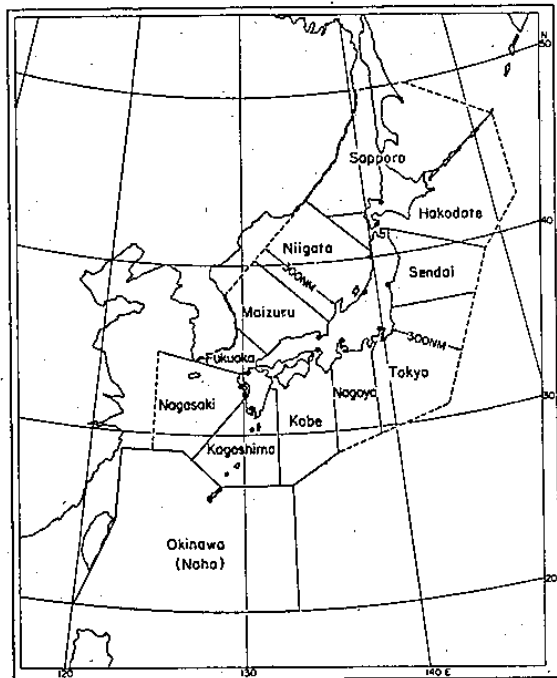 N
50
Sapporo
Hakodate
40
Niigata
300NM
Sendai
Maizuru
300NM
Fukuoka
Tokyo
Nagoya
Nagasaki
Kobe
30
Kagoshima
Okinawa
(Naha)
20
120
130
140 E